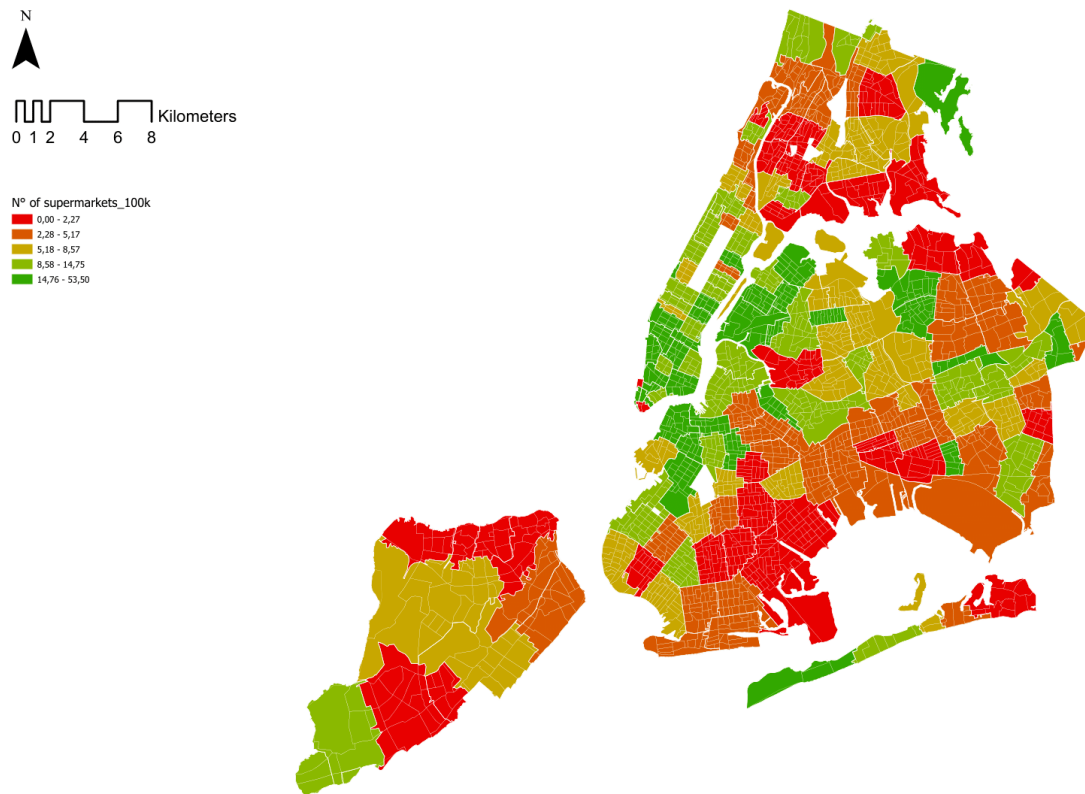 N
Kilometers
0 1 2 4 6 8
N° of supermarkets_100k
0,00 - 2,27
2,28 - 5,17
5,18 - 8,57
8,58 - 14,75
14,76 - 53,50